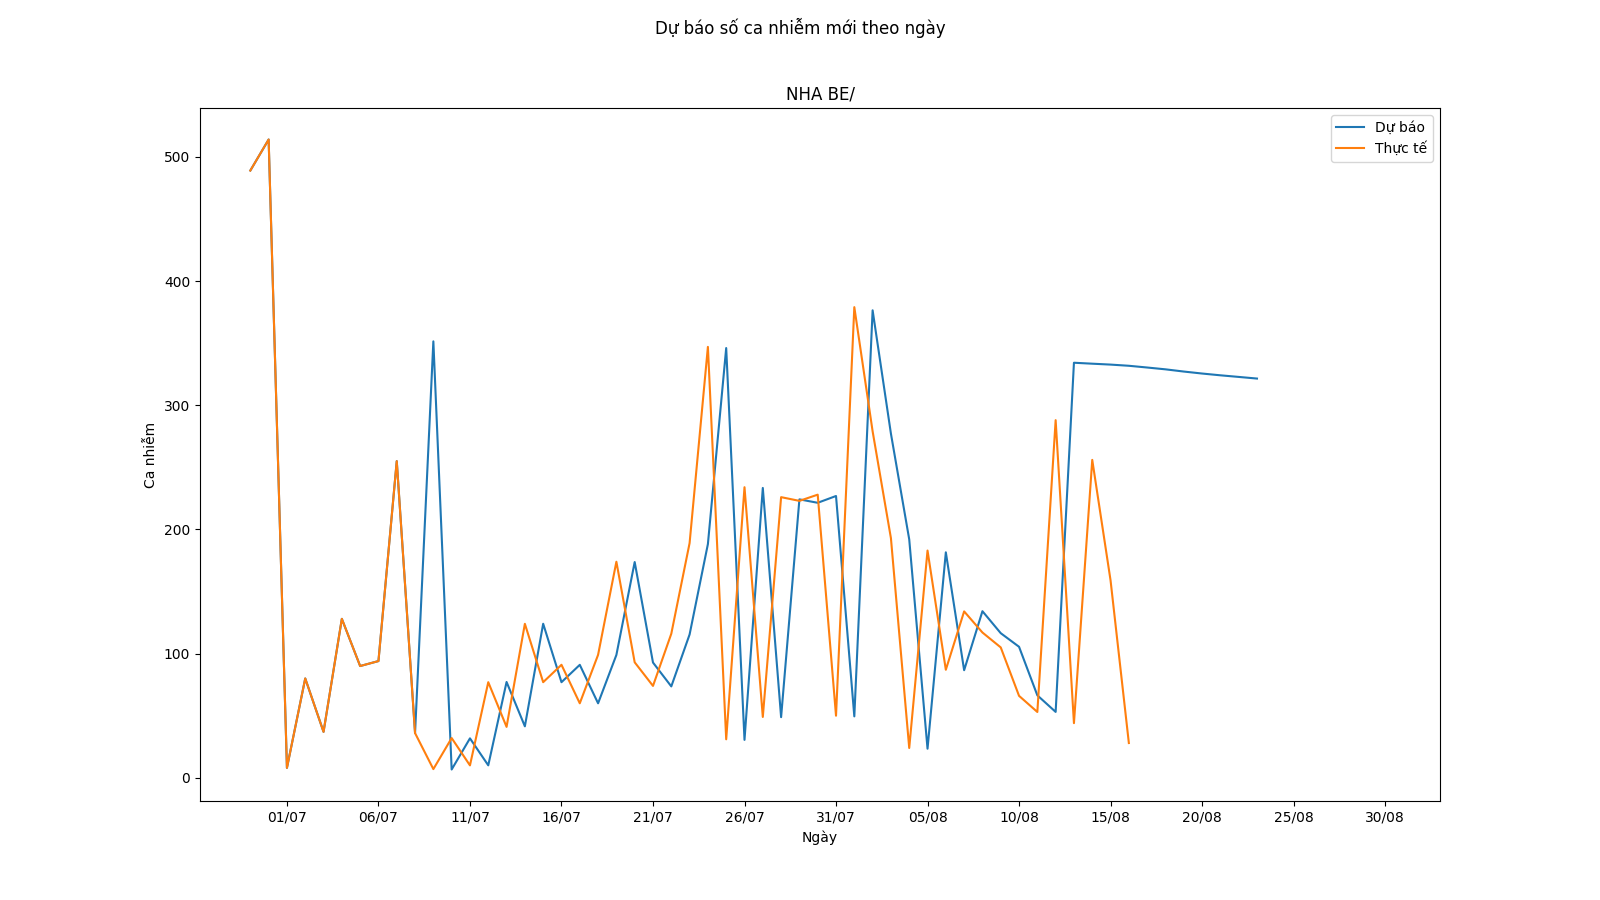 Dự báo số ca nhiễm mới theo ngày
NHA BE/
Dự báo
Thực tế
500
400
300
200
100
0
Ca nhiễm
01/07 06/07 11/07 16/07 21/07 26/07 31/07 05/08 10/08 15/08 20/08 25/08 30/08
Ngày